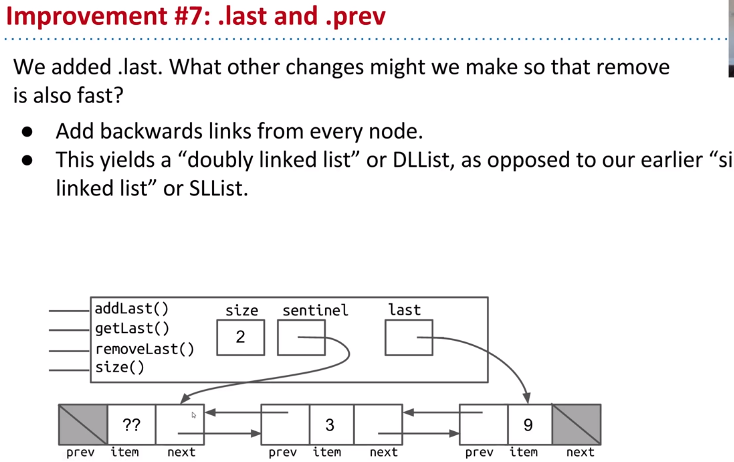 Improvement #7: .last and .prev
We added .last. What other changes might we make so that remove
is also fast?
● Add backwards links from every node.
● This yields a “doubly linked list” or DLList, as opposed to our earlier “si
linked list” or SLList.
addLast()
getLast()
removeLast()
size()
size sentinel last
2
?? 3 9
prev item next prev item next prev item next